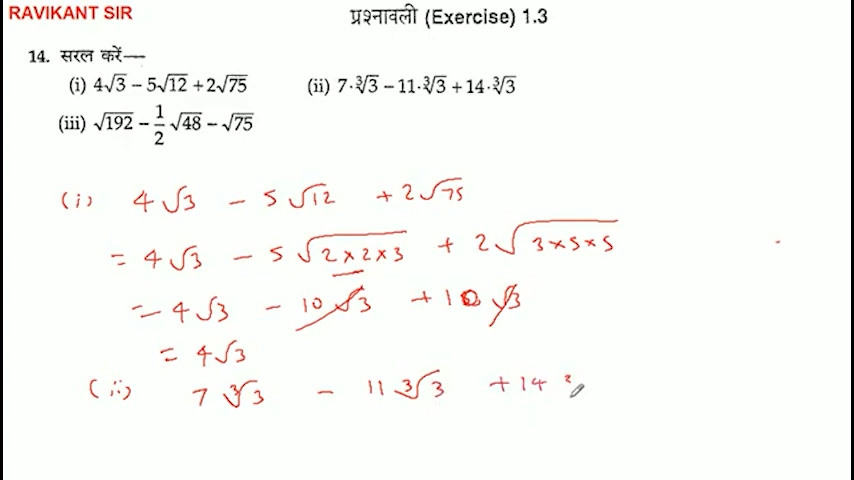 RAVIKANT SIR
प्रश्नावली (Exercise) 1.3
14. सरल करें—
(i) 4√3 − 5√12 + 2√75 (ii) 7·∛3 − 11·∛3 + 14·∛3
(iii) √192 − 1/2 √48 − √75
(i) 4√3 − 5√12 + 2√75
= 4√3 − 5√2×2×3 + 2√3×5×5
= 4√3 − 10√3 + 10√3
= 4√3
(ii) 7∛3 − 11∛3 + 14